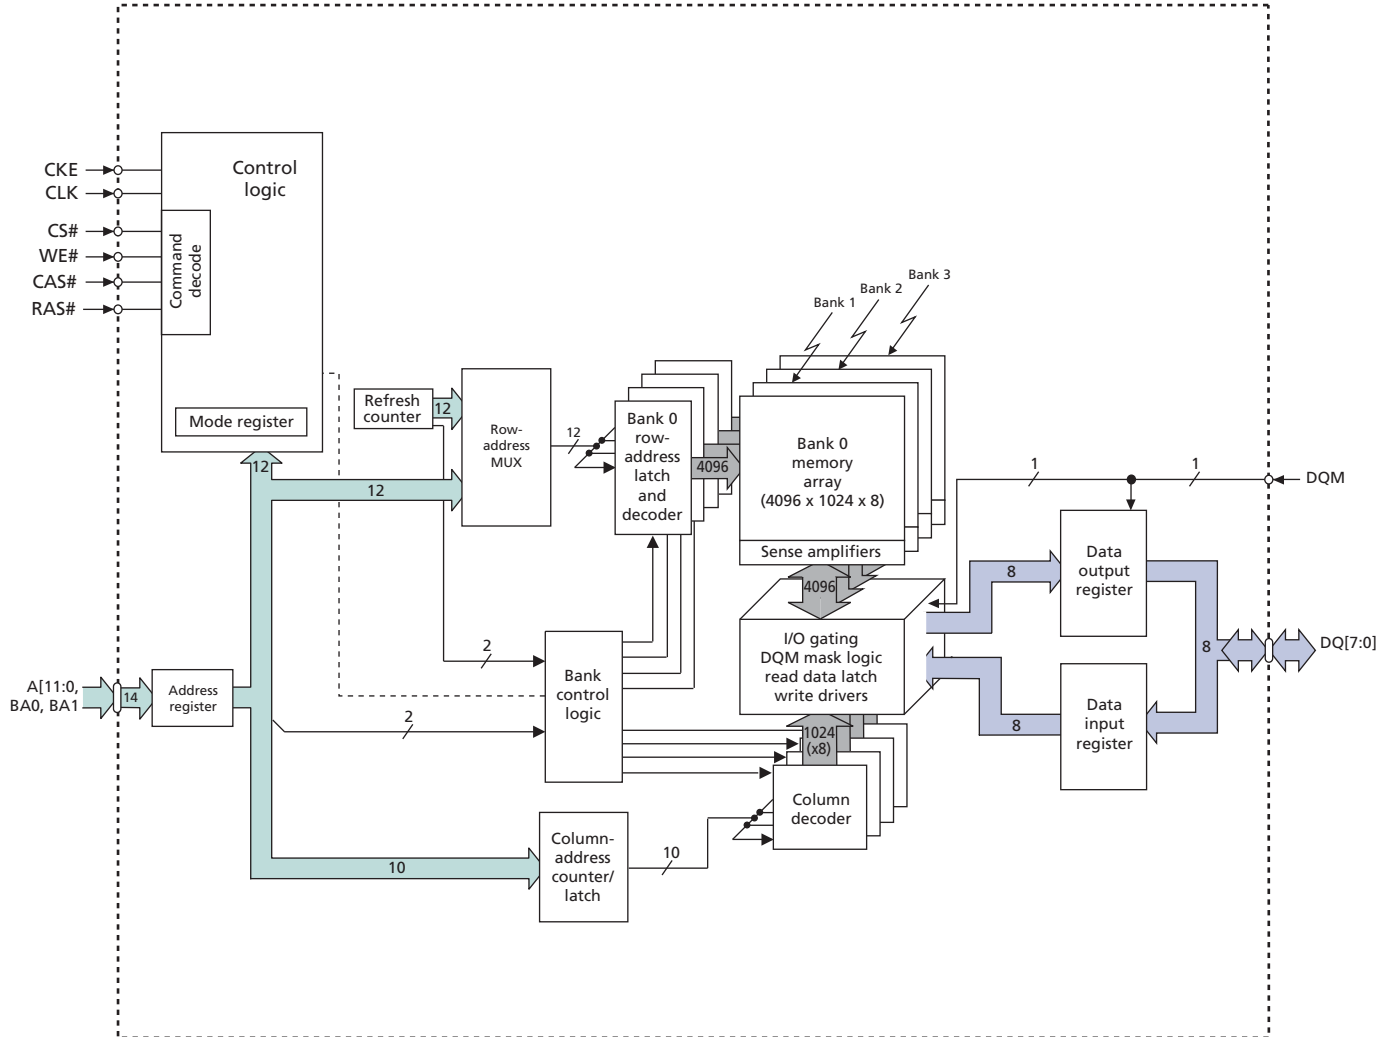 CKE
CLK
CS#
WE#
CAS#
RAS#
Control
logic
Command
decode
Mode register
12
Refresh
counter
12
12
Row-
address
MUX
12
Bank 0
row-
address
latch
and
decoder
4096
Bank 1
Bank 2
Bank 3
Bank 0
memory
array
(4096 x 1024 x 8)
Sense amplifiers
4096
I/O gating
DQM mask logic
read data latch
write drivers
1
1
DQM
8
Data
output
register
8
DQ[7:0]
8
Data
input
register
A[11:0,
BA0, BA1
14
Address
register
2
2
Bank
control
logic
1024
(x8)
Column
decoder
10
Column-
address
counter/
latch
10